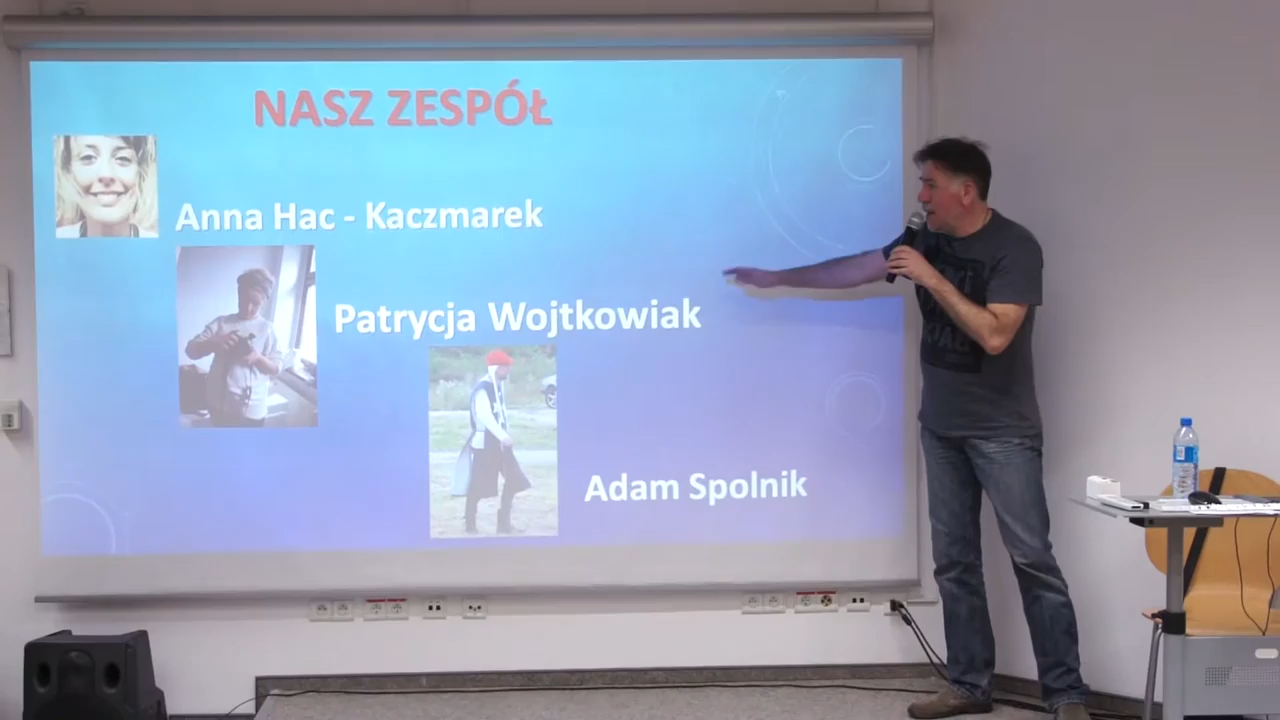 NASZ ZESPÓŁ
Anna Hac - Kaczmarek
Patrycja Wojtkowiak
Adam Spolnik